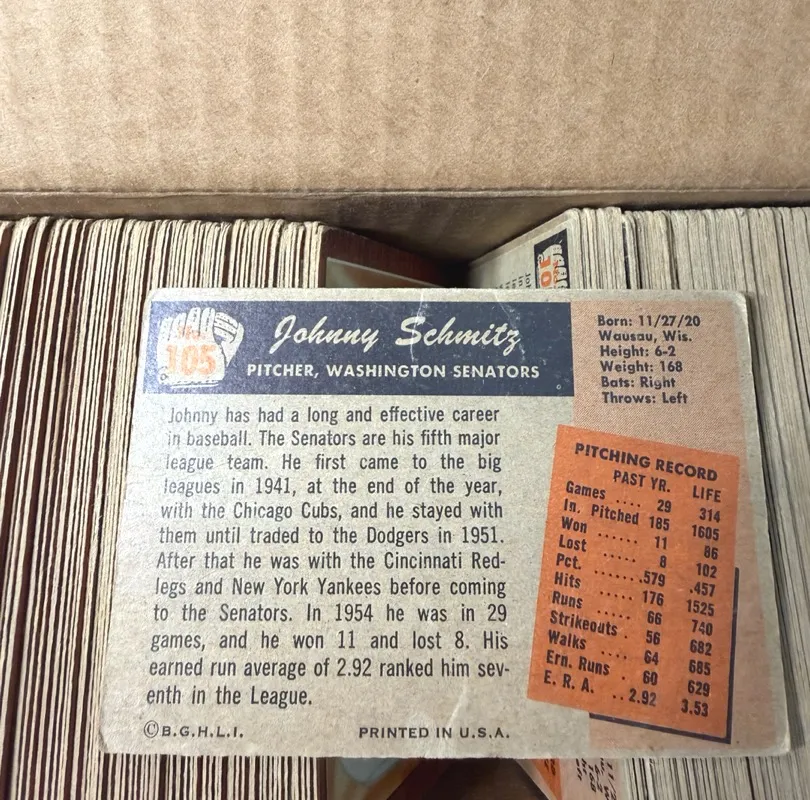 No.
105
Johnny Schmitz
PITCHER, WASHINGTON SENATORS
Johnny has had a long and effective career
in baseball. The Senators are his fifth major
league team. He first came to the big
leagues in 1941, at the end of the year,
with the Chicago Cubs, and he stayed with
them until traded to the Dodgers in 1951.
After that he was with the Cincinnati Red-
legs and New York Yankees before coming
to the Senators. In 1954 he was in 29
games, and he won 11 and lost 8. His
earned run average of 2.92 ranked him sev-
enth in the League.
©B.G.H.L.I. PRINTED IN U.S.A.
Born: 11/27/20
Wausau, Wis.
Height: 6-2
Weight: 168
Bats: Right
Throws: Left
PITCHING RECORD
PAST YR. LIFE
Games .... 29 314
In. Pitched 185 1605
Won ...... 11 86
Lost ..... 8 102
Pct. ...... .579 .457
Hits ..... 176 1525
Runs ..... 66 740
Strikeouts . 56 682
Walks .... 64 685
Ern. Runs . 60 629
E. R. A. .. 2.92 3.53